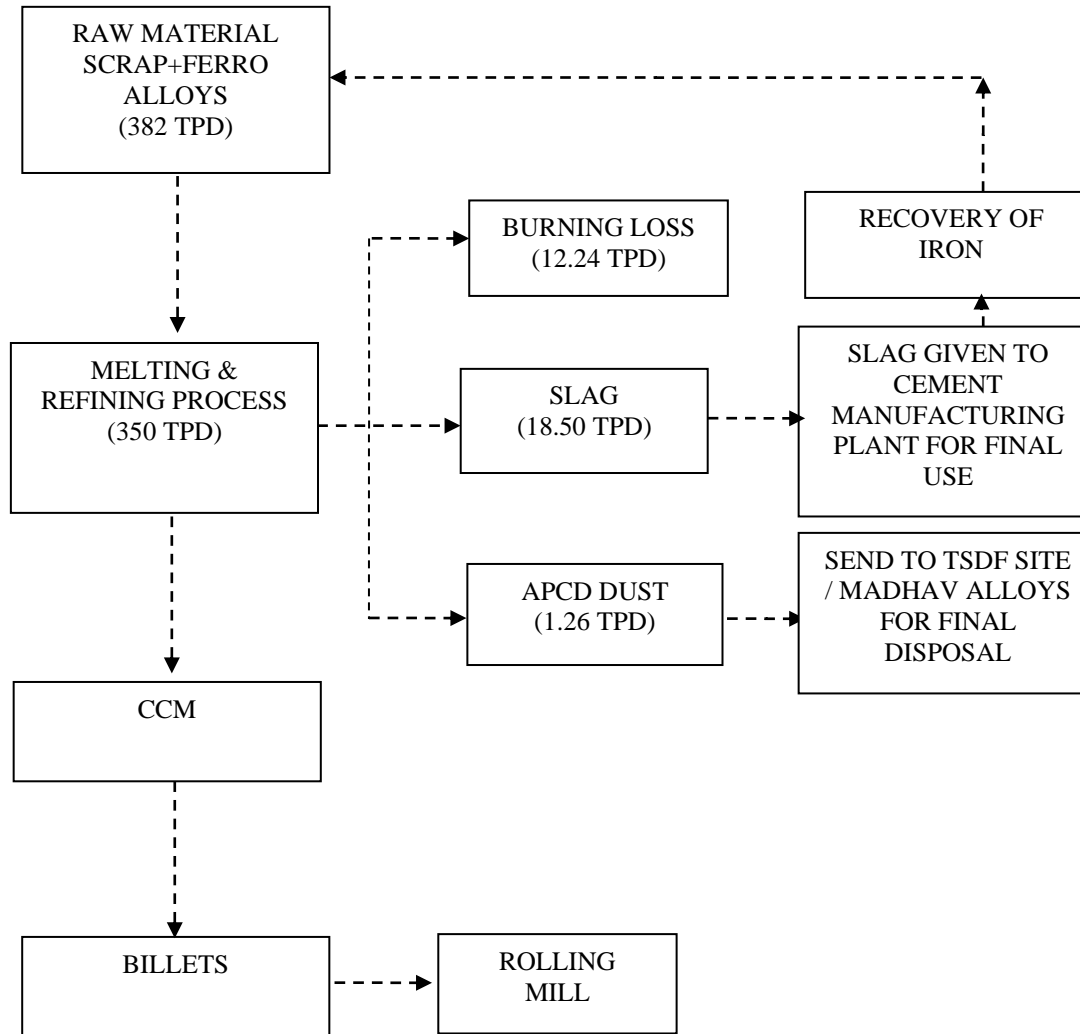 RAW MATERIAL
SCRAP+FERRO
ALLOYS
(382 TPD)
BURNING LOSS
(12.24 TPD)
RECOVERY OF
IRON
MELTING &
REFINING PROCESS
(350 TPD)
SLAG
(18.50 TPD)
SLAG GIVEN TO
CEMENT
MANUFACTURING
PLANT FOR FINAL
USE
APCD DUST
(1.26 TPD)
SEND TO TSDF SITE
/ MADHAV ALLOYS
FOR FINAL
DISPOSAL
CCM
BILLETS
ROLLING
MILL